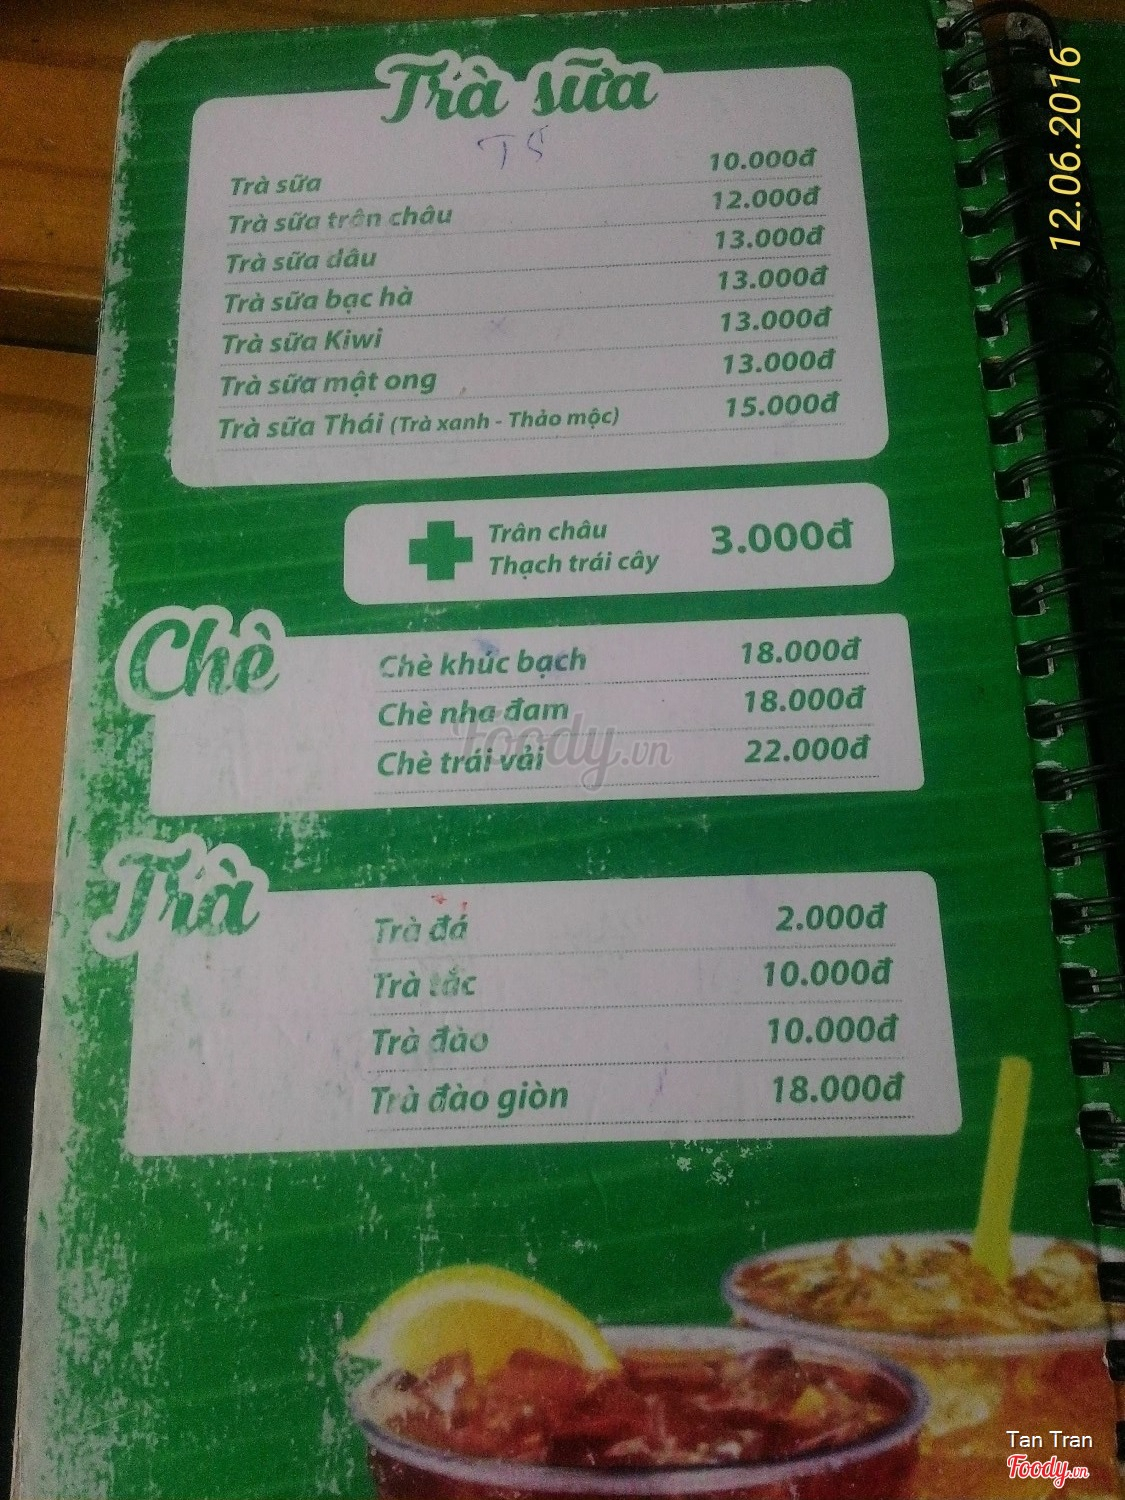 Trà sữa
TS
Trà sữa 10.000đ
Trà sữa trân châu 12.000đ
Trà sữa dâu 13.000đ
Trà sữa bạc hà 13.000đ
Trà sữa Kiwi 13.000đ
Trà sữa mật ong 13.000đ
Trà sữa Thái (Trà xanh - Thảo mộc) 15.000đ
Trân châu
Thạch trái cây 3.000đ
Chè
Chè khúc bạch 18.000đ
Chè nha đam 18.000đ
Chè trái vải 22.000đ
Foody.vn
Trà
Trà đá 2.000đ
Trà tắc 10.000đ
Trà đào 10.000đ
Trà đào giòn 18.000đ
12.06.2016
Tan Tran
Foody.vn